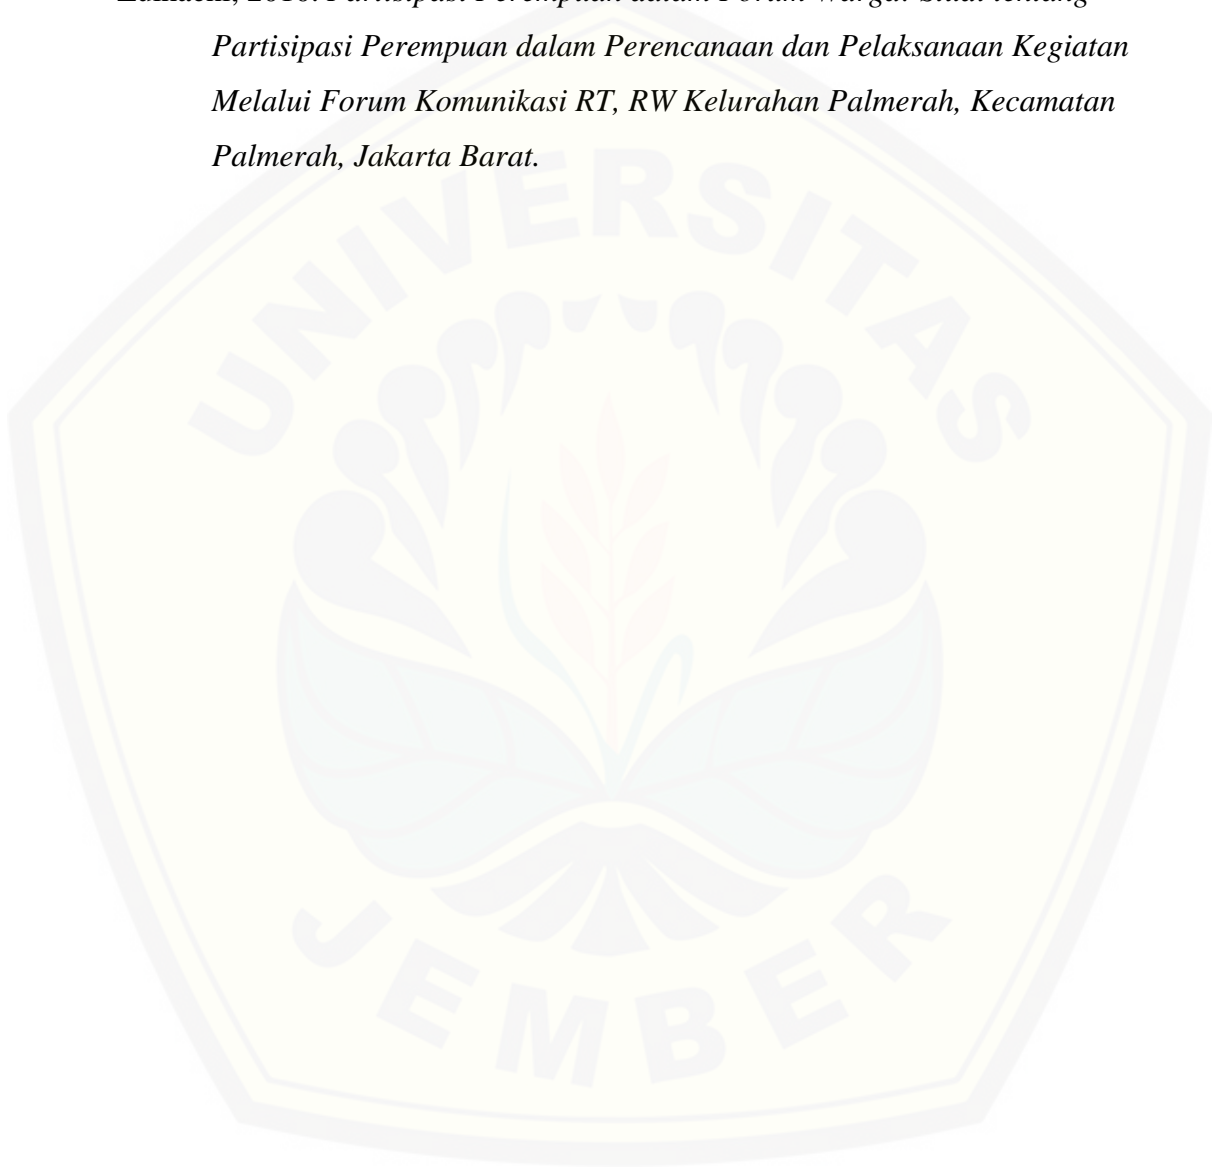 Partisipasi Perempuan dalam Perencanaan dan Pelaksanaan Kegiatan
Melalui Forum Komunikasi RT, RW Kelurahan Palmerah, Kecamatan
Palmerah, Jakarta Barat.
UNIVERSITAS
JEMBER